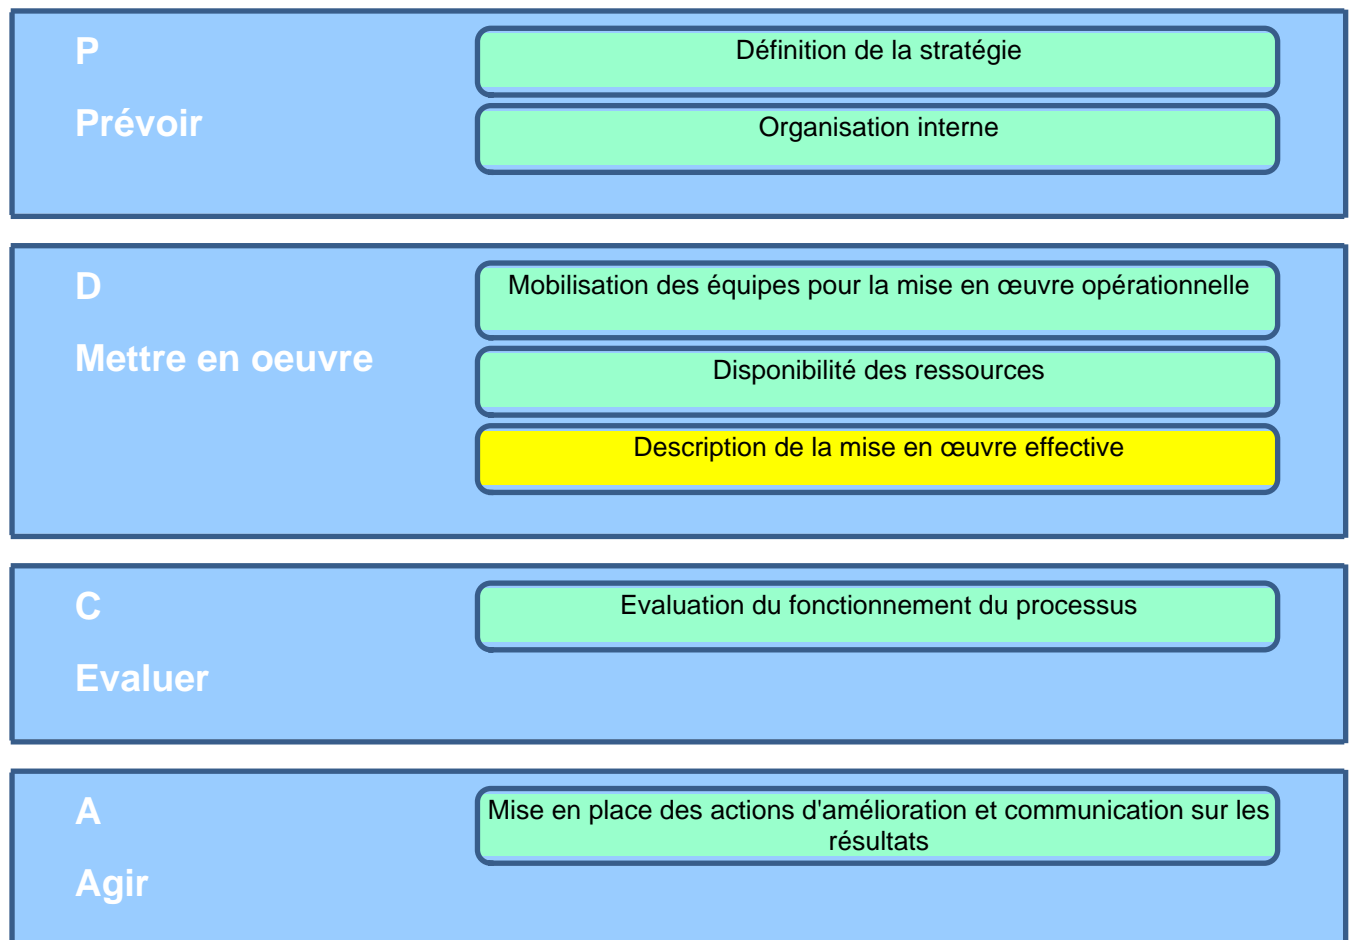 P
Prévoir
Définition de la stratégie
Organisation interne
D
Mettre en oeuvre
Mobilisation des équipes pour la mise en œuvre opérationnelle
Disponibilité des ressources
Description de la mise en œuvre effective
C
Evaluer
Evaluation du fonctionnement du processus
A
Agir
Mise en place des actions d'amélioration et communication sur les
résultats